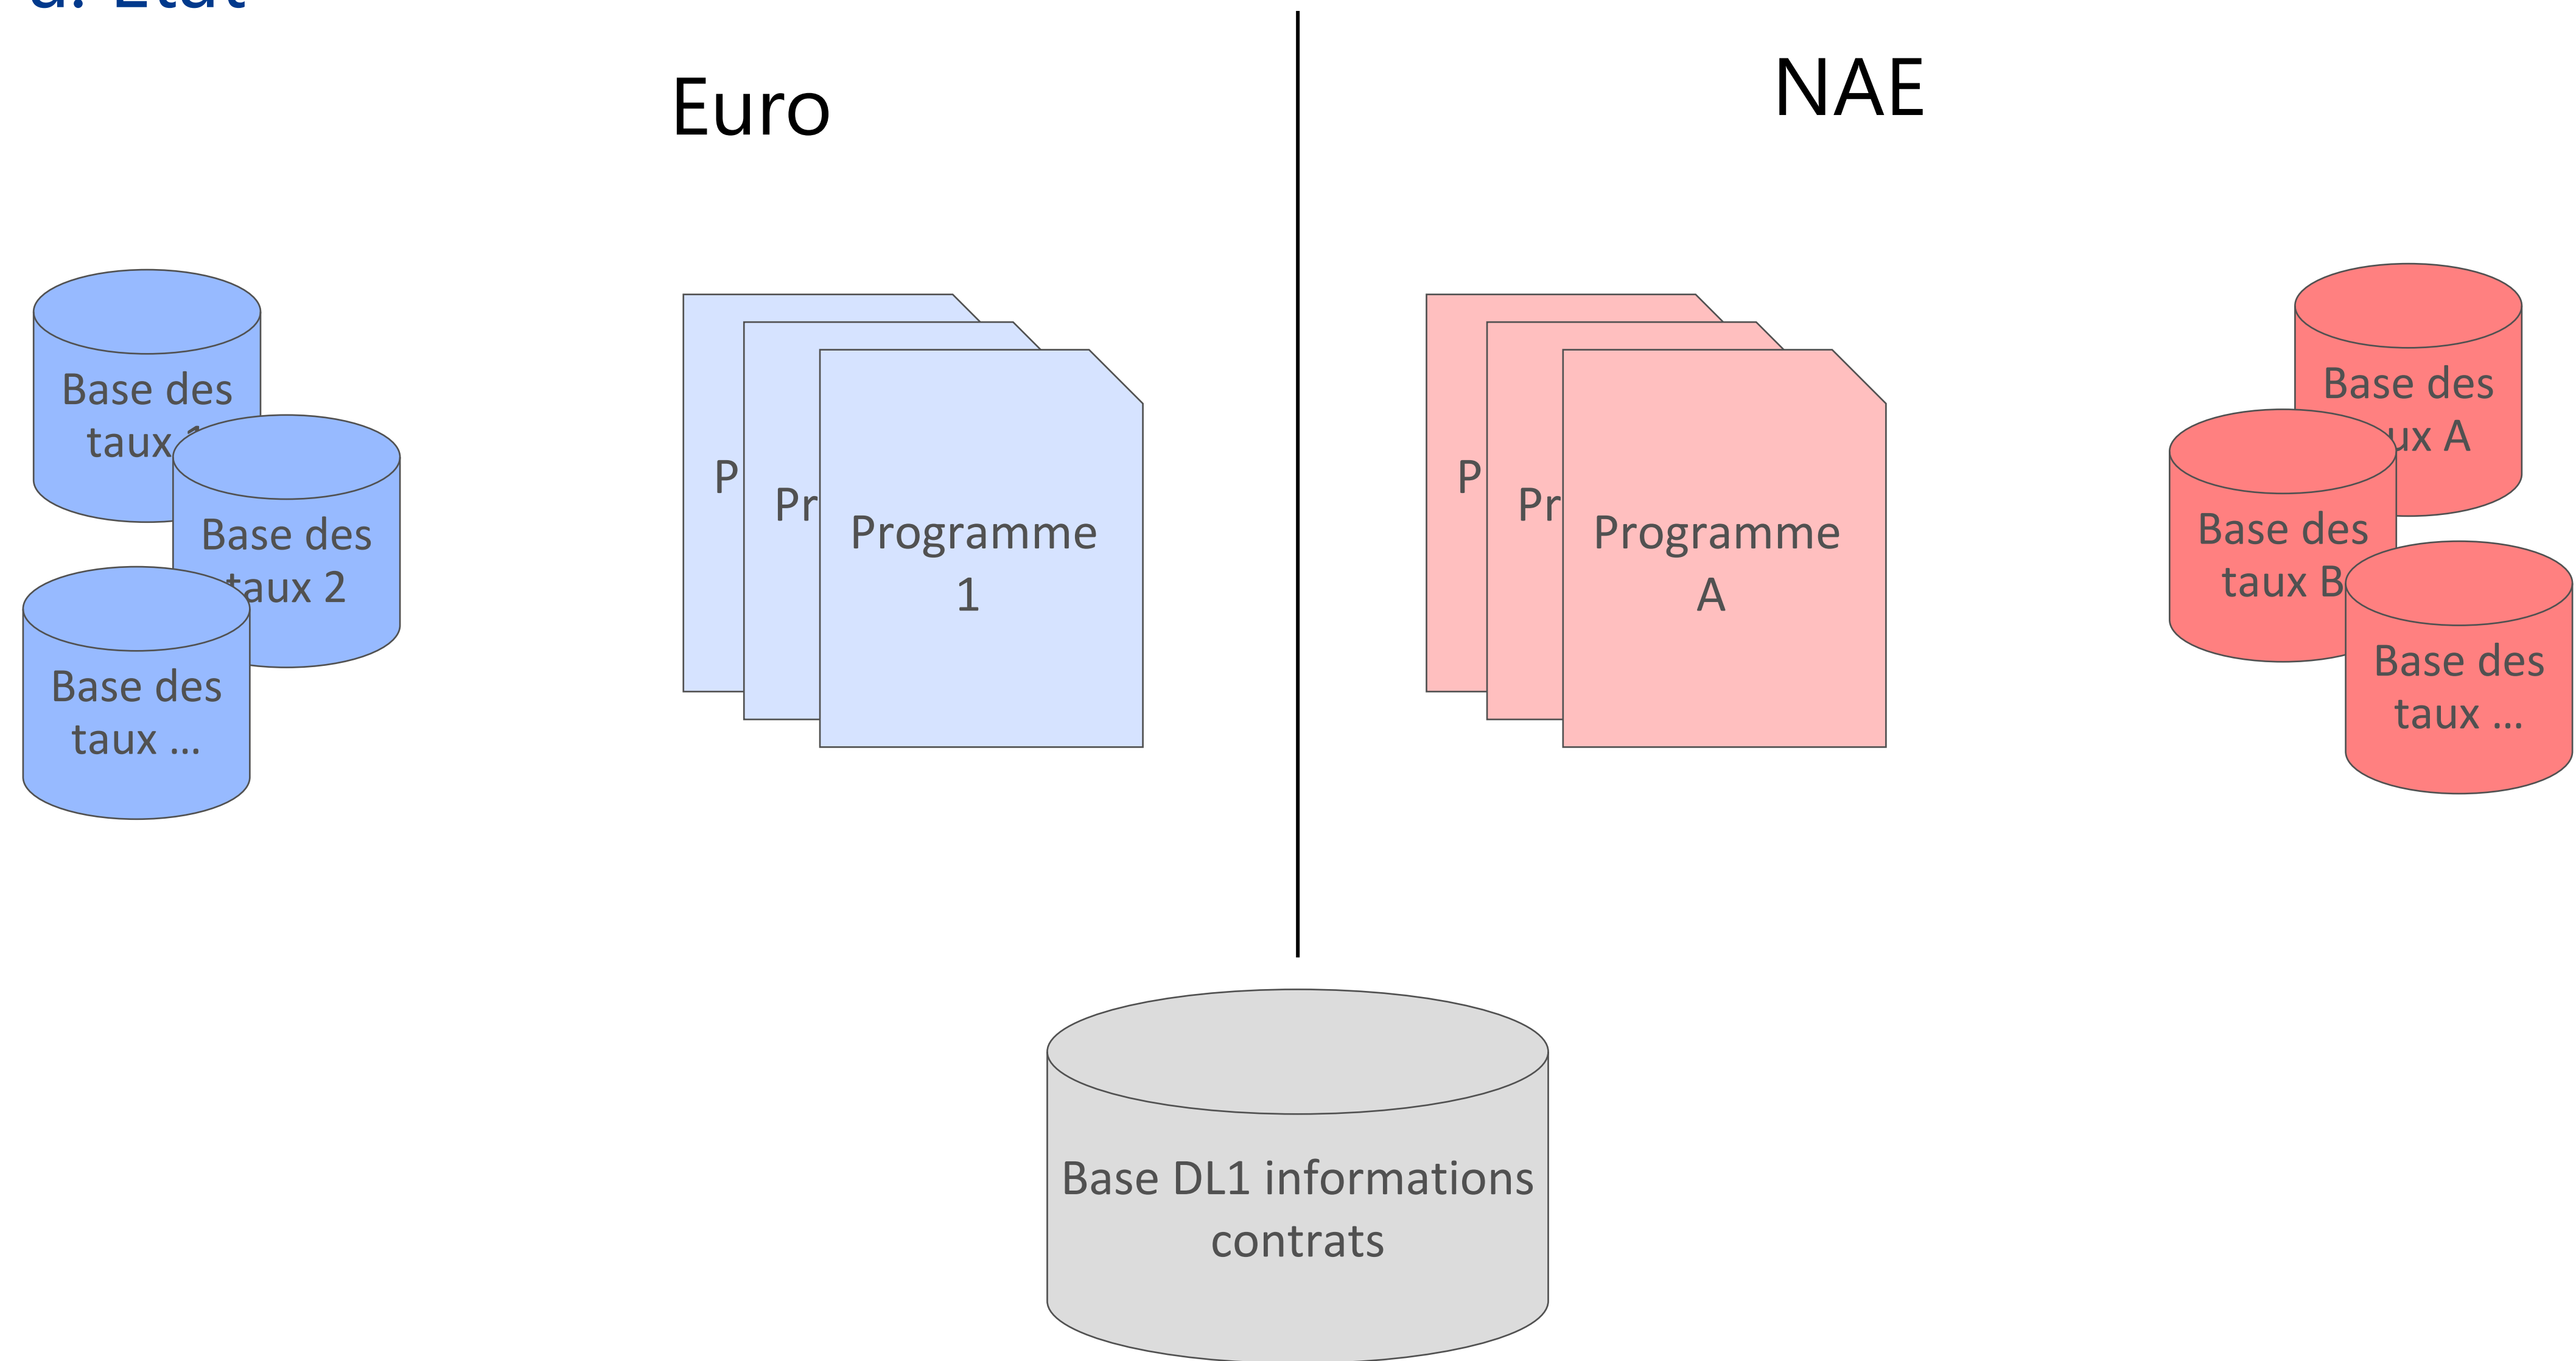 Euro
NAE
Base des
taux
Base des
taux 2
Base des
taux ...
P
Pr
Programme
1
P
Pr
Programme
A
Base des
ux A
Base des
taux B
Base des
taux ...
Base DL1 informations
contrats